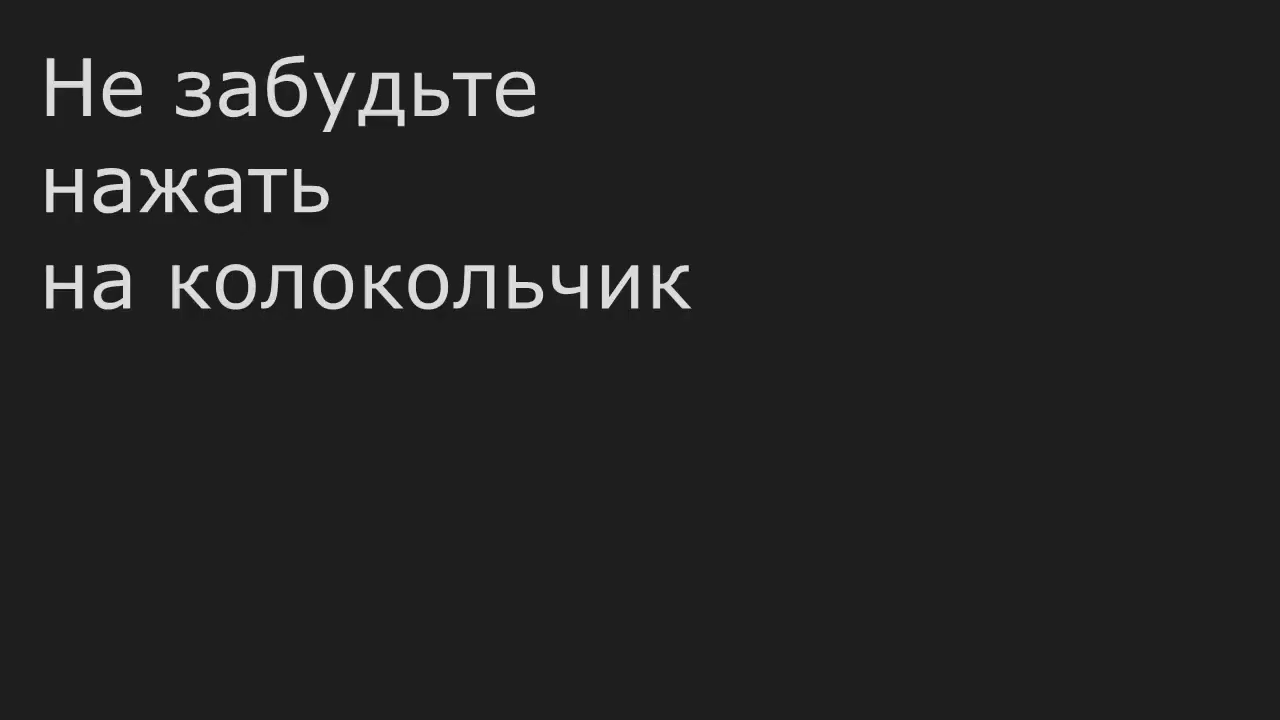 Не забудьте
нажать
на колокольчик